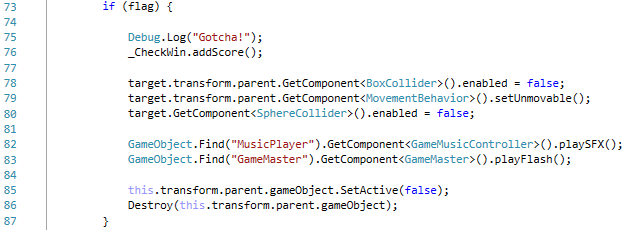 73 if (flag) {
74
75 Debug.Log("Gotcha!");
76 _CheckWin.addScore();
77
78 target.transform.parent.GetComponent<BoxCollider>().enabled = false;
79 target.transform.parent.GetComponent<MovementBehavior>().setUnmovable();
80 target.GetComponent<SphereCollider>().enabled = false;
81
82 GameObject.Find("MusicPlayer").GetComponent<GameMusicController>().playSFX();
83 GameObject.Find("GameMaster").GetComponent<GameMaster>().playFlash();
84
85 this.transform.parent.gameObject.SetActive(false);
86 Destroy(this.transform.parent.gameObject);
87 }